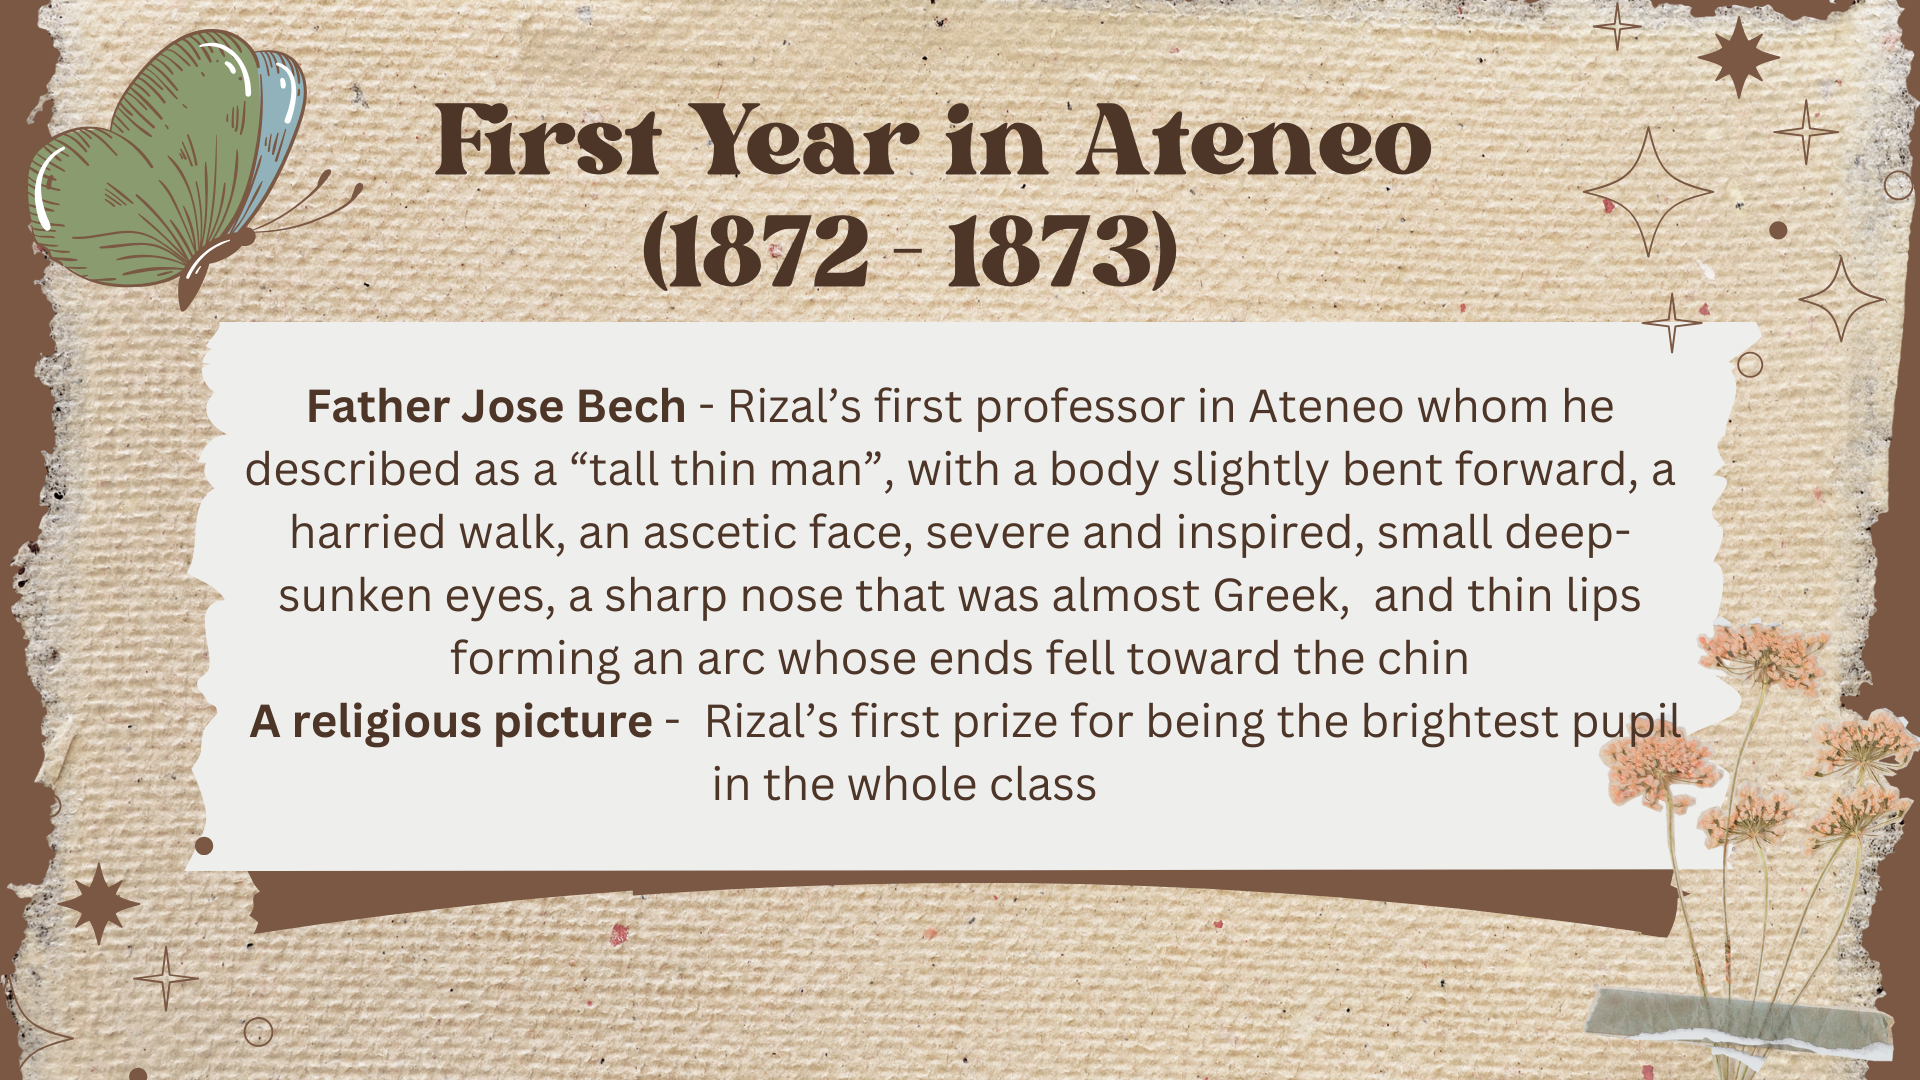 First Year in Ateneo
(1872 - 1873)
Father Jose Bech - Rizal’s first professor in Ateneo whom he
described as a “tall thin man”, with a body slightly bent forward, a
harried walk, an ascetic face, severe and inspired, small deep-
sunken eyes, a sharp nose that was almost Greek,  and thin lips
forming an arc whose ends fell toward the chin
A religious picture -  Rizal’s first prize for being the brightest pupil
in the whole class